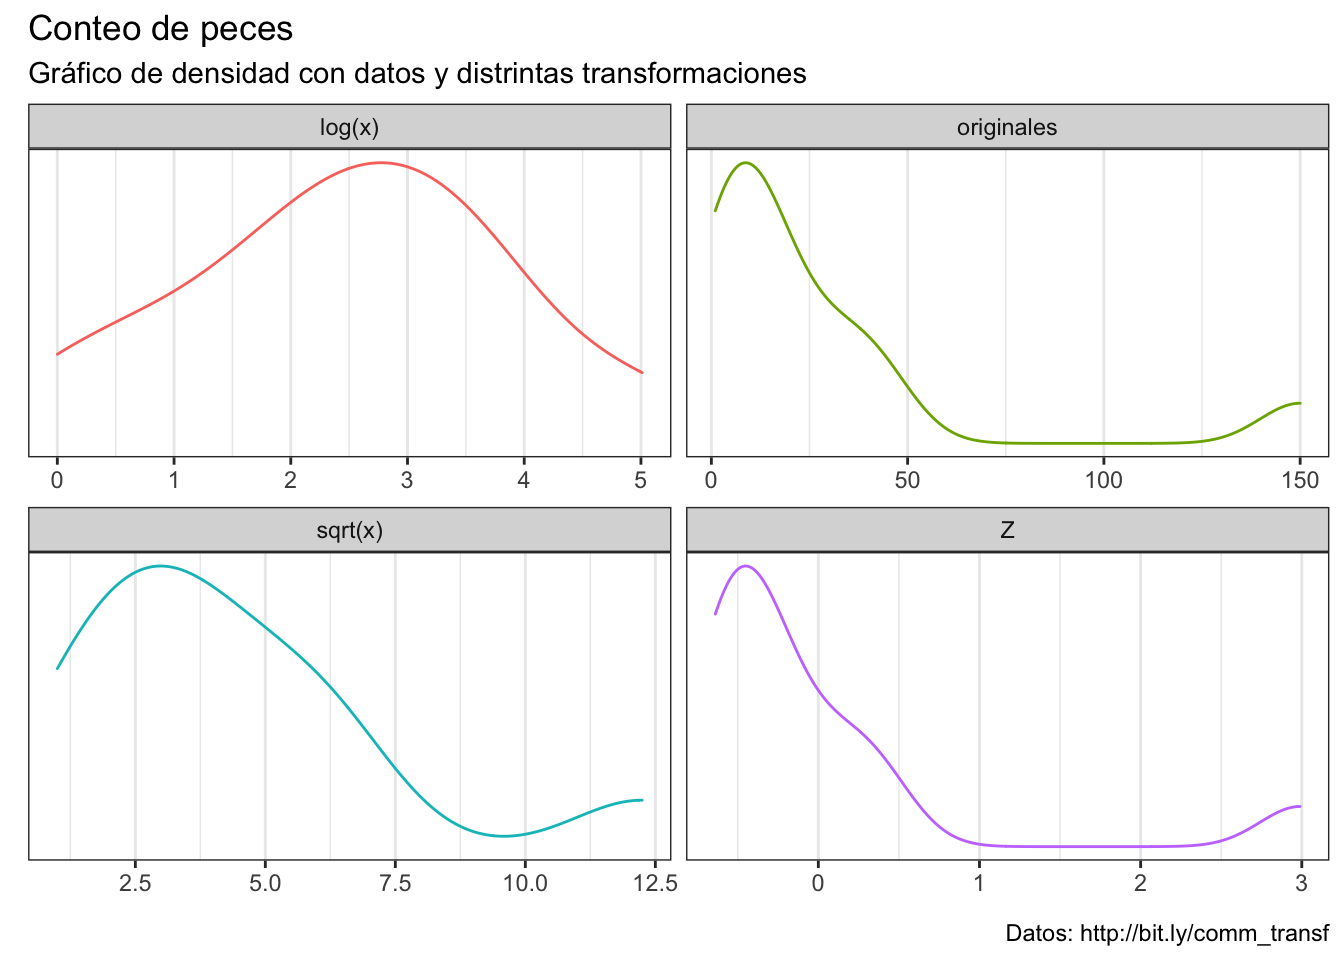 Conteo de peces
Gráfico de densidad con datos y distrintas transformaciones
log(x)
originales
0 1 2 3 4 5
0 50 100 150
sqrt(x)
Z
2.5 5.0 7.5 10.0 12.5
0 1 2 3
Datos: http://bit.ly/comm_transf